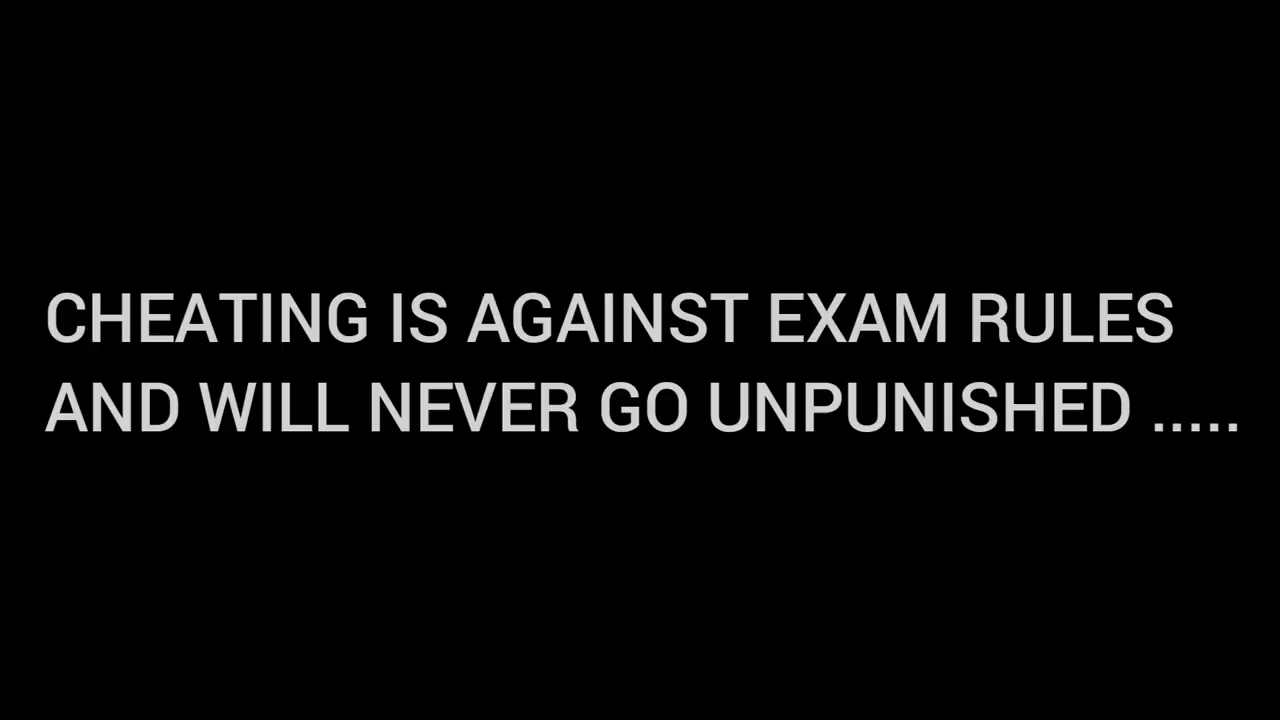 CHEATING IS AGAINST EXAM RULES
AND WILL NEVER GO UNPUNISHED .....